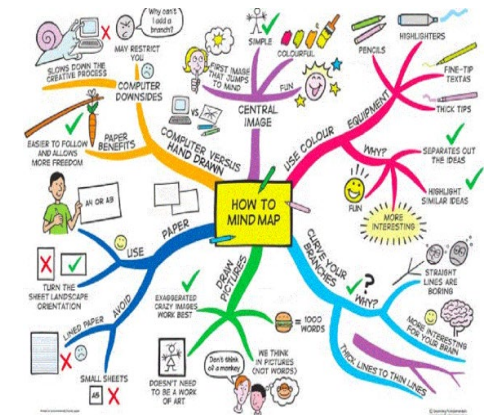 Why can't
I add a
branch?
MAY RESTRICT
YOU
SLOWS DOWN THE
CREATIVE PROCESS
COMPUTER
DOWNSIDES
EASIER TO FOLLOW
AND ALLOWS
MORE FREEDOM
PAPER
BENEFITS
COMPUTER VERSUS
HAND DRAWN
VS
SIMPLE
COLOURFUL
FIRST IMAGE
THAT JUMPS
TO MIND
FUN
CENTRAL
IMAGE
PENCILS
HIGHLIGHTERS
FINE-TIP
TEXTAS
THICK TIPS
EQUIPMENT
USE COLOUR
WHY?
SEPARATES OUT
THE IDEAS
HIGHLIGHT
SIMILAR IDEAS
FUN
MORE
INTERESTING
HOW TO
MIND MAP
A4 OR A3
PAPER
USE
TURN THE
SHEET LANDSCAPE
ORIENTATION
AVOID
LINED PAPER
SMALL SHEETS
A5
DRAW
PICTURES
EXAGGERATED
CRAZY IMAGES
WORK BEST
= 1000
WORDS
DOESN'T NEED
TO BE A WORK
OF ART
Don't think
of a monkey
WE THINK
IN PICTURES
(NOT WORDS)
CURVE YOUR
BRANCHES
?
WHY?
STRAIGHT
LINES ARE
BORING
MORE INTERESTING
FOR YOUR BRAIN
THICK LINES TO THIN LINES